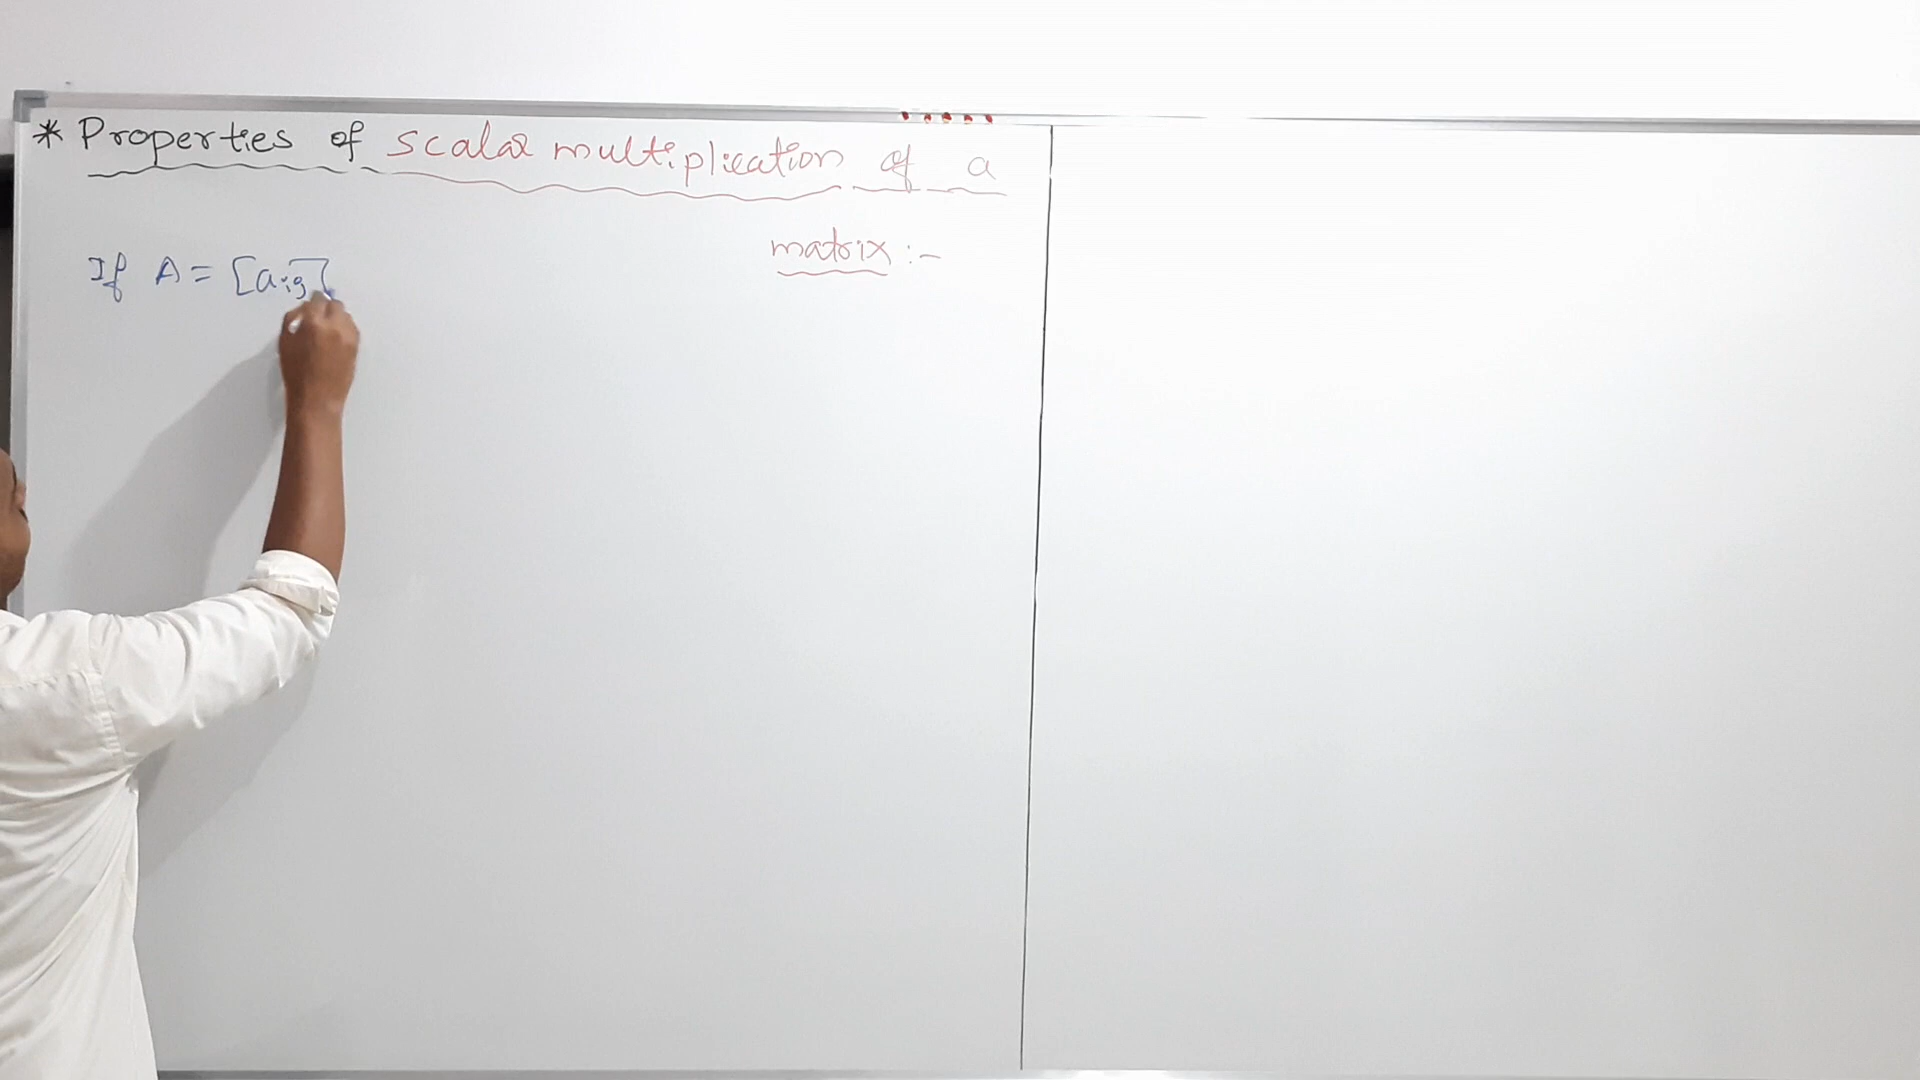 * Properties of scalar multiplication of a
matrix :-
If A = [aij]